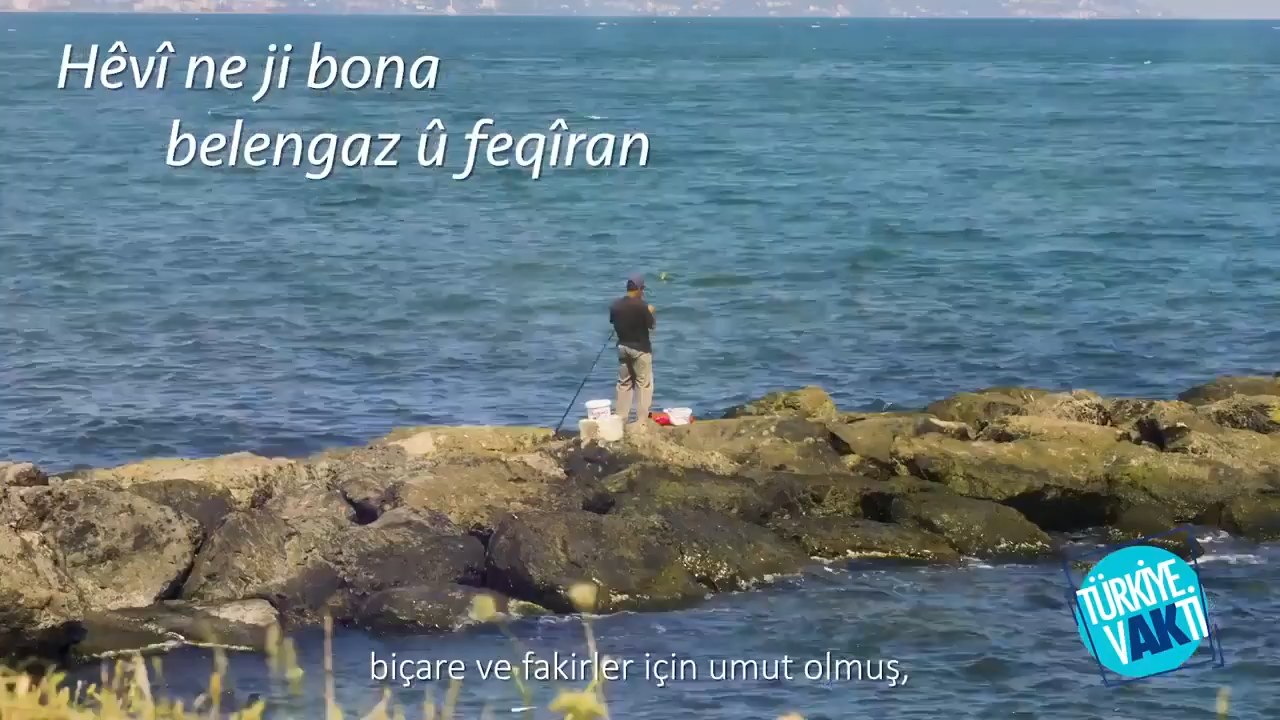 Hêvî ne ji bona
belengaz û feqîran
TÜRKİYE
VAKTİ
biçare ve fakirler için umut olmuş,